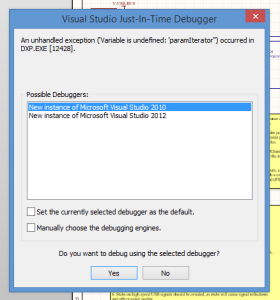 Visual Studio Just-In-Time Debugger
An unhandled exception ('Variable is undefined: 'paramIterator'') occurred in
DXP.EXE [12428].
Possible Debuggers:
New instance of Microsoft Visual Studio 2010
New instance of Microsoft Visual Studio 2012
Set the currently selected debugger as the default.
Manually choose the debugging engines.
Do you want to debug using the selected debugger?
Yes No